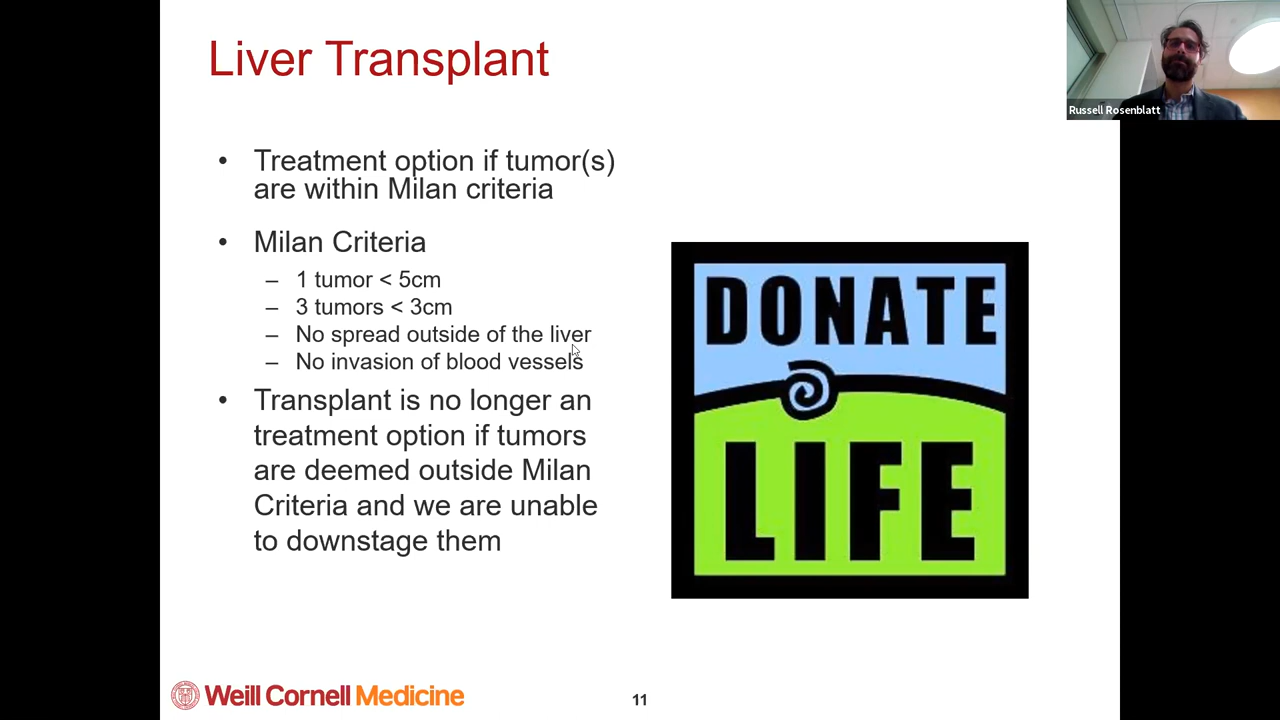 Liver Transplant
Russell Rosenblatt
• Treatment option if tumor(s)
are within Milan criteria
• Milan Criteria
– 1 tumor < 5cm
– 3 tumors < 3cm
– No spread outside of the liver
– No invasion of blood vessels
• Transplant is no longer an
treatment option if tumors
are deemed outside Milan
Criteria and we are unable
to downstage them
DONATE
LIFE
Weill Cornell Medicine
11